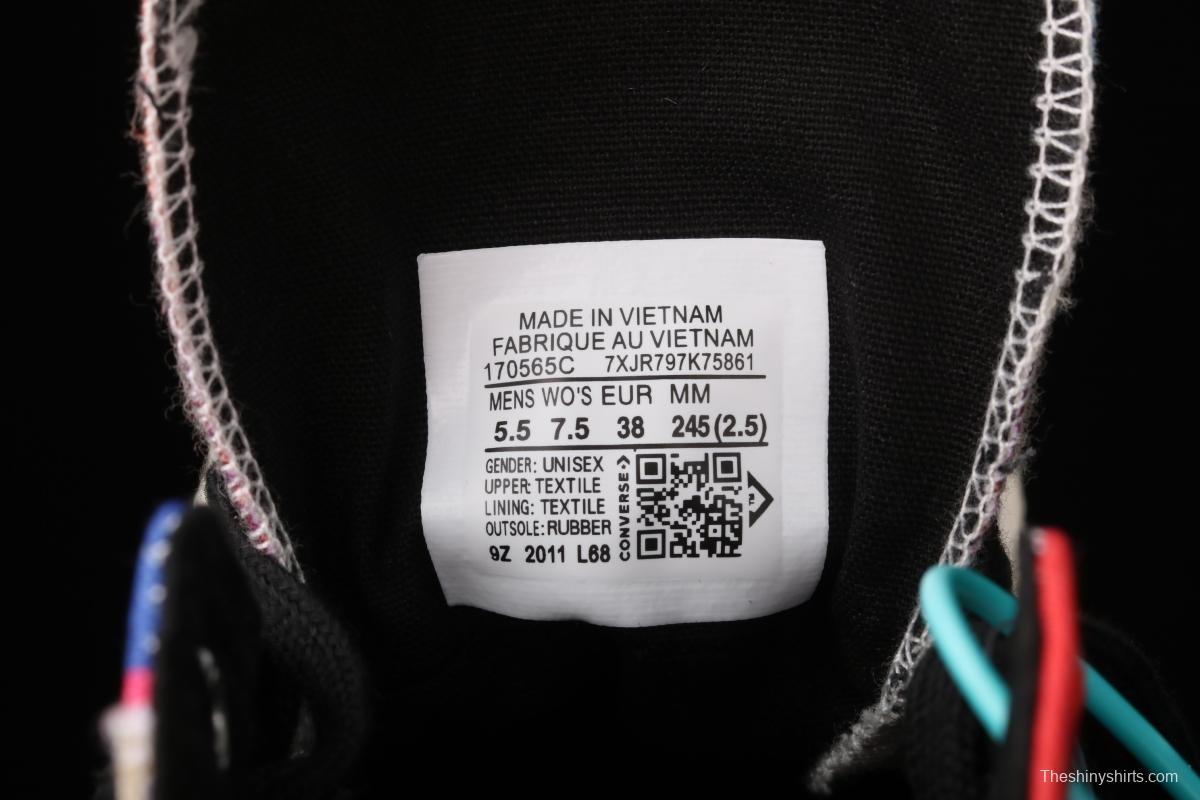 MADE IN VIETNAM
FABRIQUE AU VIETNAM
170565C 7XJR797K75861
MENS WO'S EUR MM
5.5 7.5 38 245(2.5)
GENDER: UNISEX
UPPER: TEXTILE
LINING: TEXTILE
OUTSOLE: RUBBER
9Z 2011 L68
CONVERSE
TM
Theshinyshirts.com